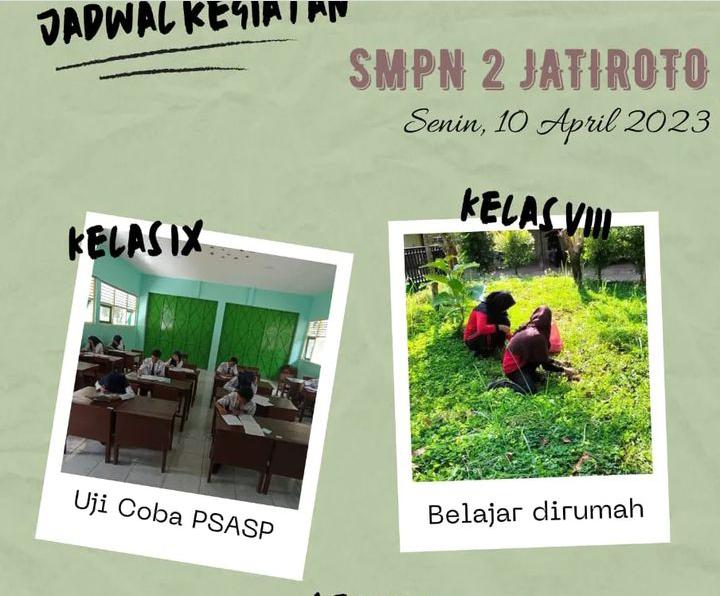 JADWAL KEGIATAN
SMPN 2 JATIROTO
Senin, 10 April 2023
KELAS IX
KELAS VIII
Uji Coba PSASP
Belajar dirumah